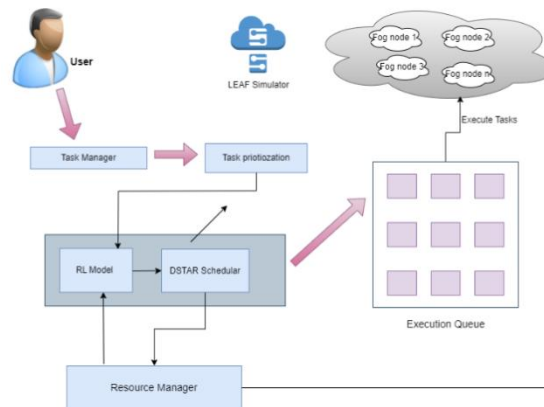 User
LEAF Simulator
Fog node 1
Fog node 2
Fog node 3
Fog node n
Execute Tasks
Task Manager
Task priotiozation
RL Model
DSTAR Schedular
Execution Queue
Resource Manager